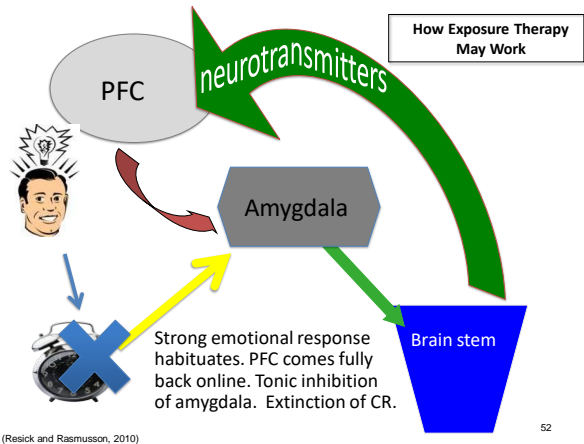 How Exposure Therapy
May Work
neurotransmitters
PFC
Amygdala
Brain stem
Strong emotional response
habituates. PFC comes fully
back online. Tonic inhibition
of amygdala.  Extinction of CR.
52
(Resick and Rasmusson, 2010)